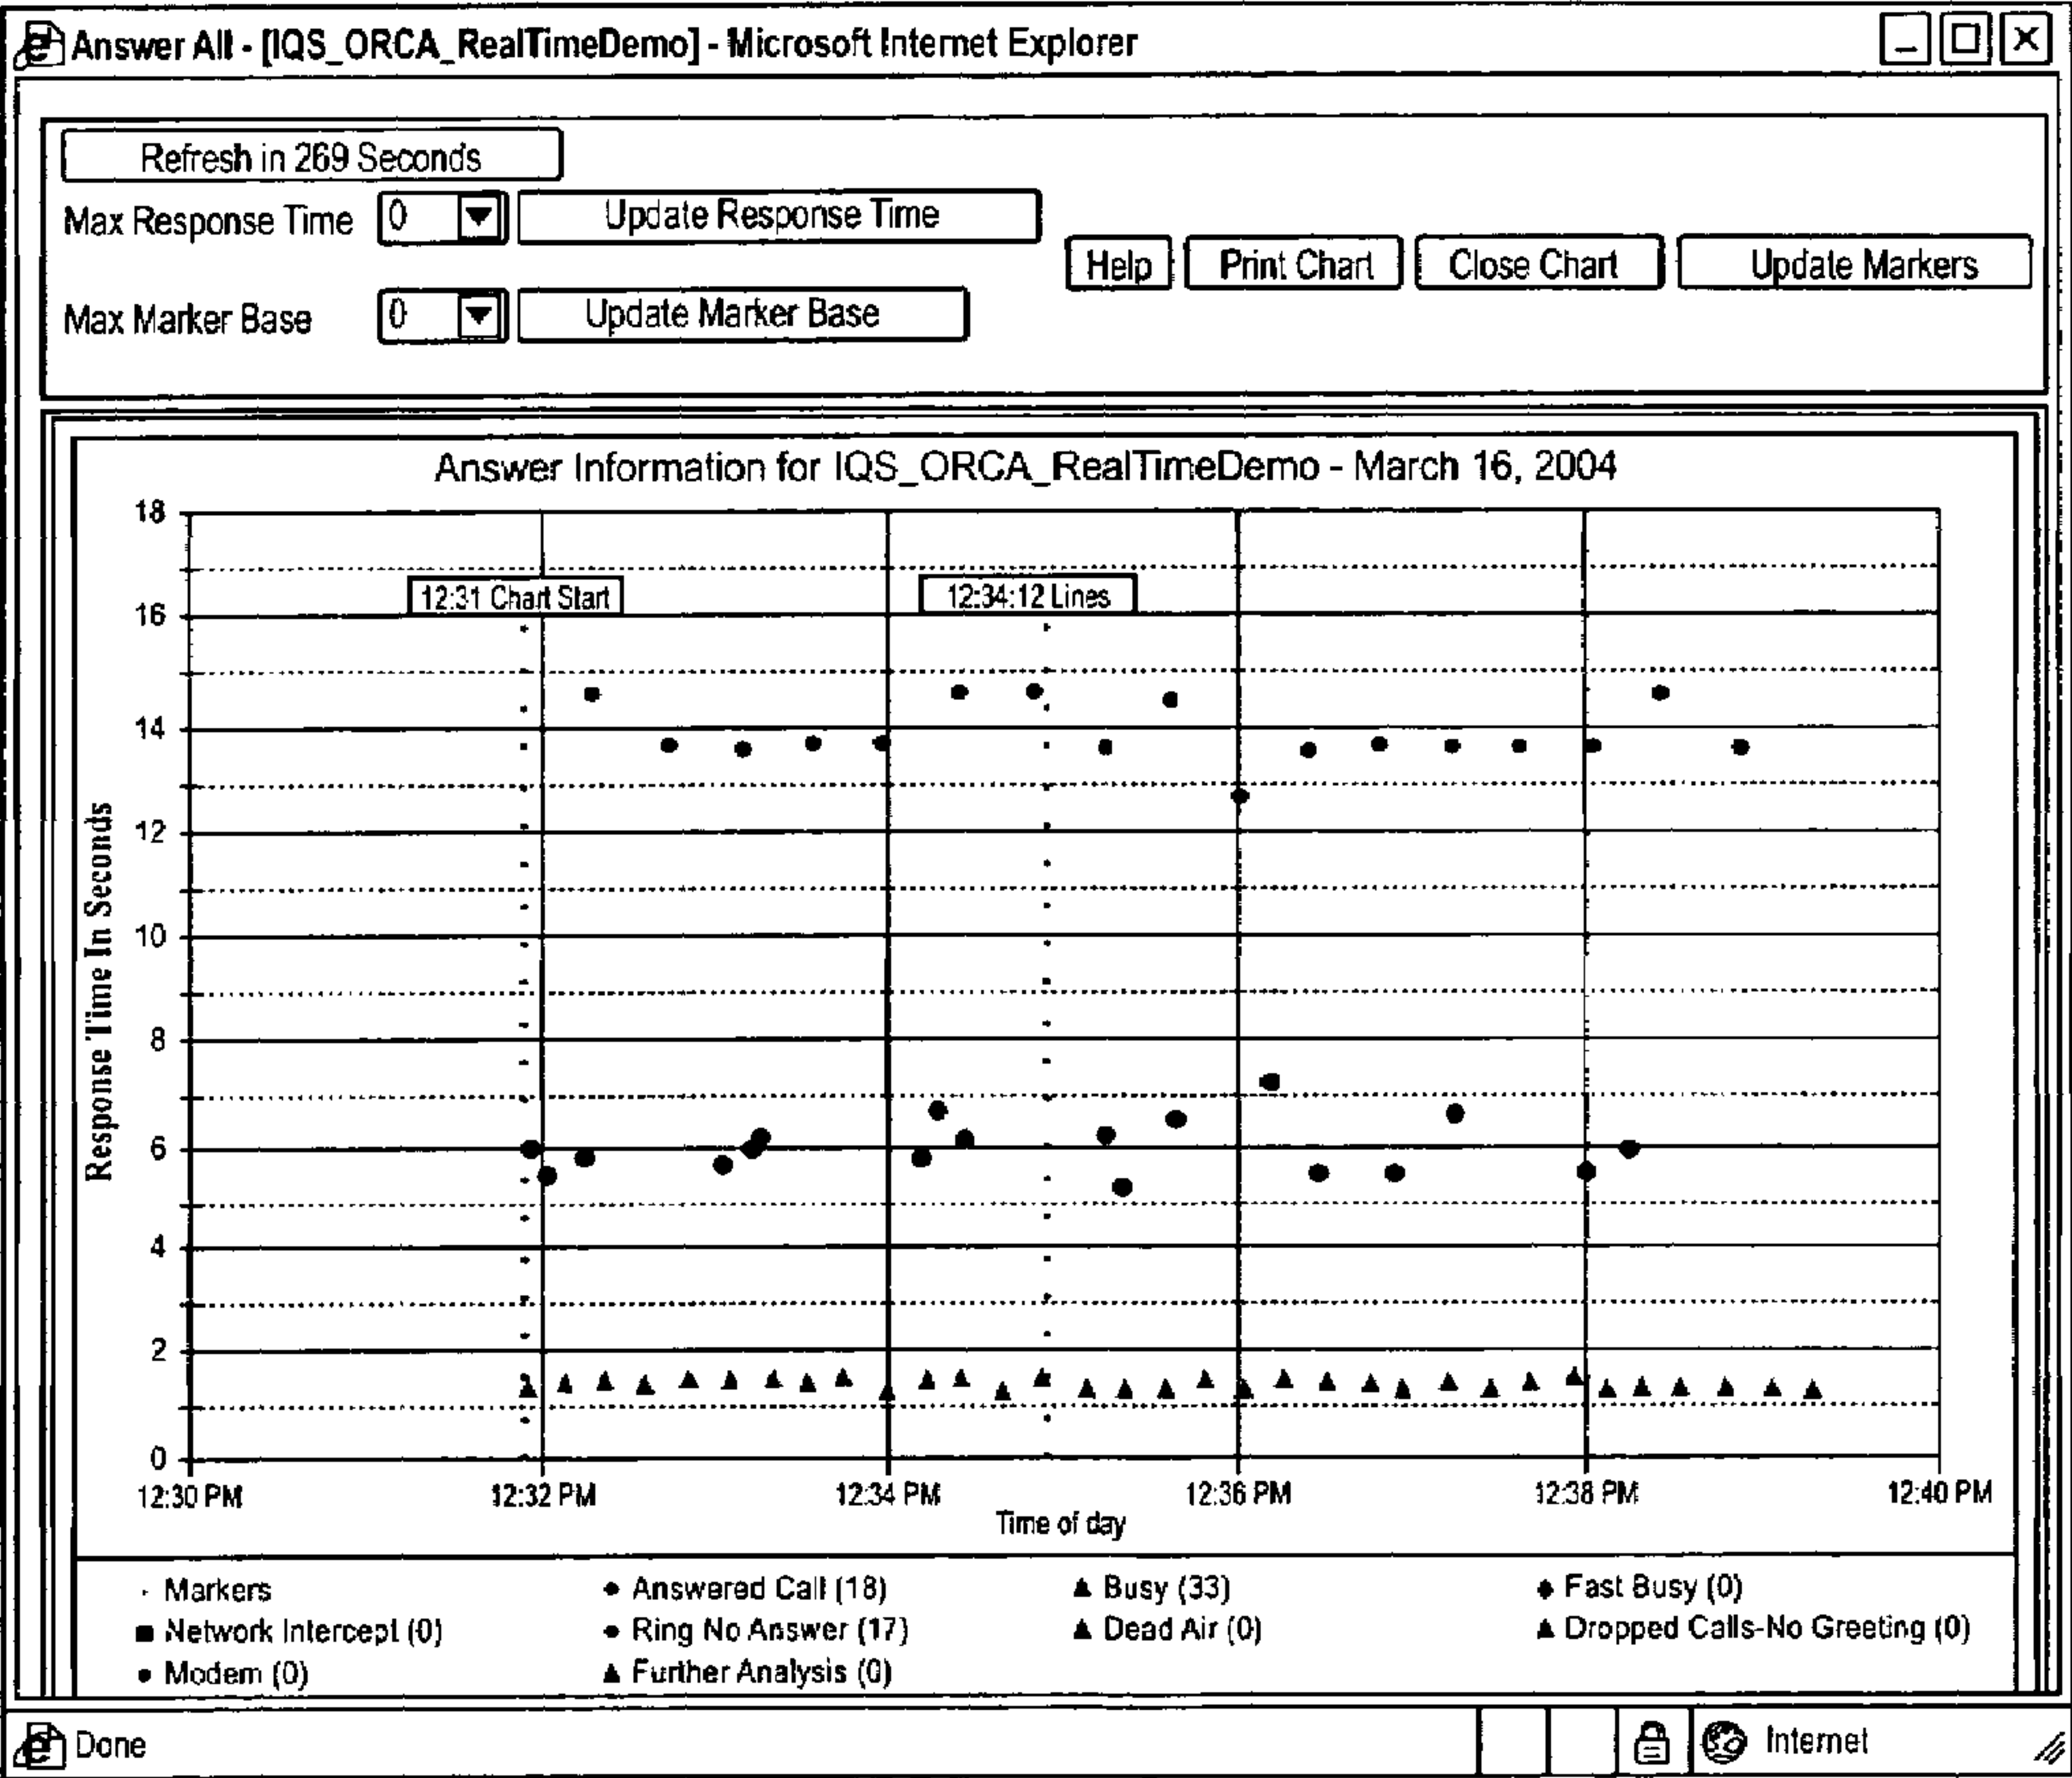 Answer All - [IQS_ORCA_RealTimeDemo] - Microsoft Internet Explorer
Refresh in 269 Seconds
Max Response Time 0 Update Response Time
Help Print Chart Close Chart Update Markers
Max Marker Base 0 Update Marker Base
Answer Information for IQS_ORCA_RealTimeDemo - March 16, 2004
18
12:31 Chart Start 12:34:12 Lines
16
14
12
10
8
6
4
2
0
Response Time In Seconds
12:30 PM 12:32 PM 12:34 PM 12:36 PM 12:38 PM 12:40 PM
Time of day
Markers Answered Call (18) Busy (33) Fast Busy (0)
Network Intercept (0) Ring No Answer (17) Dead Air (0) Dropped Calls-No Greeting (0)
Modem (0) Further Analysis (0)
Done Internet